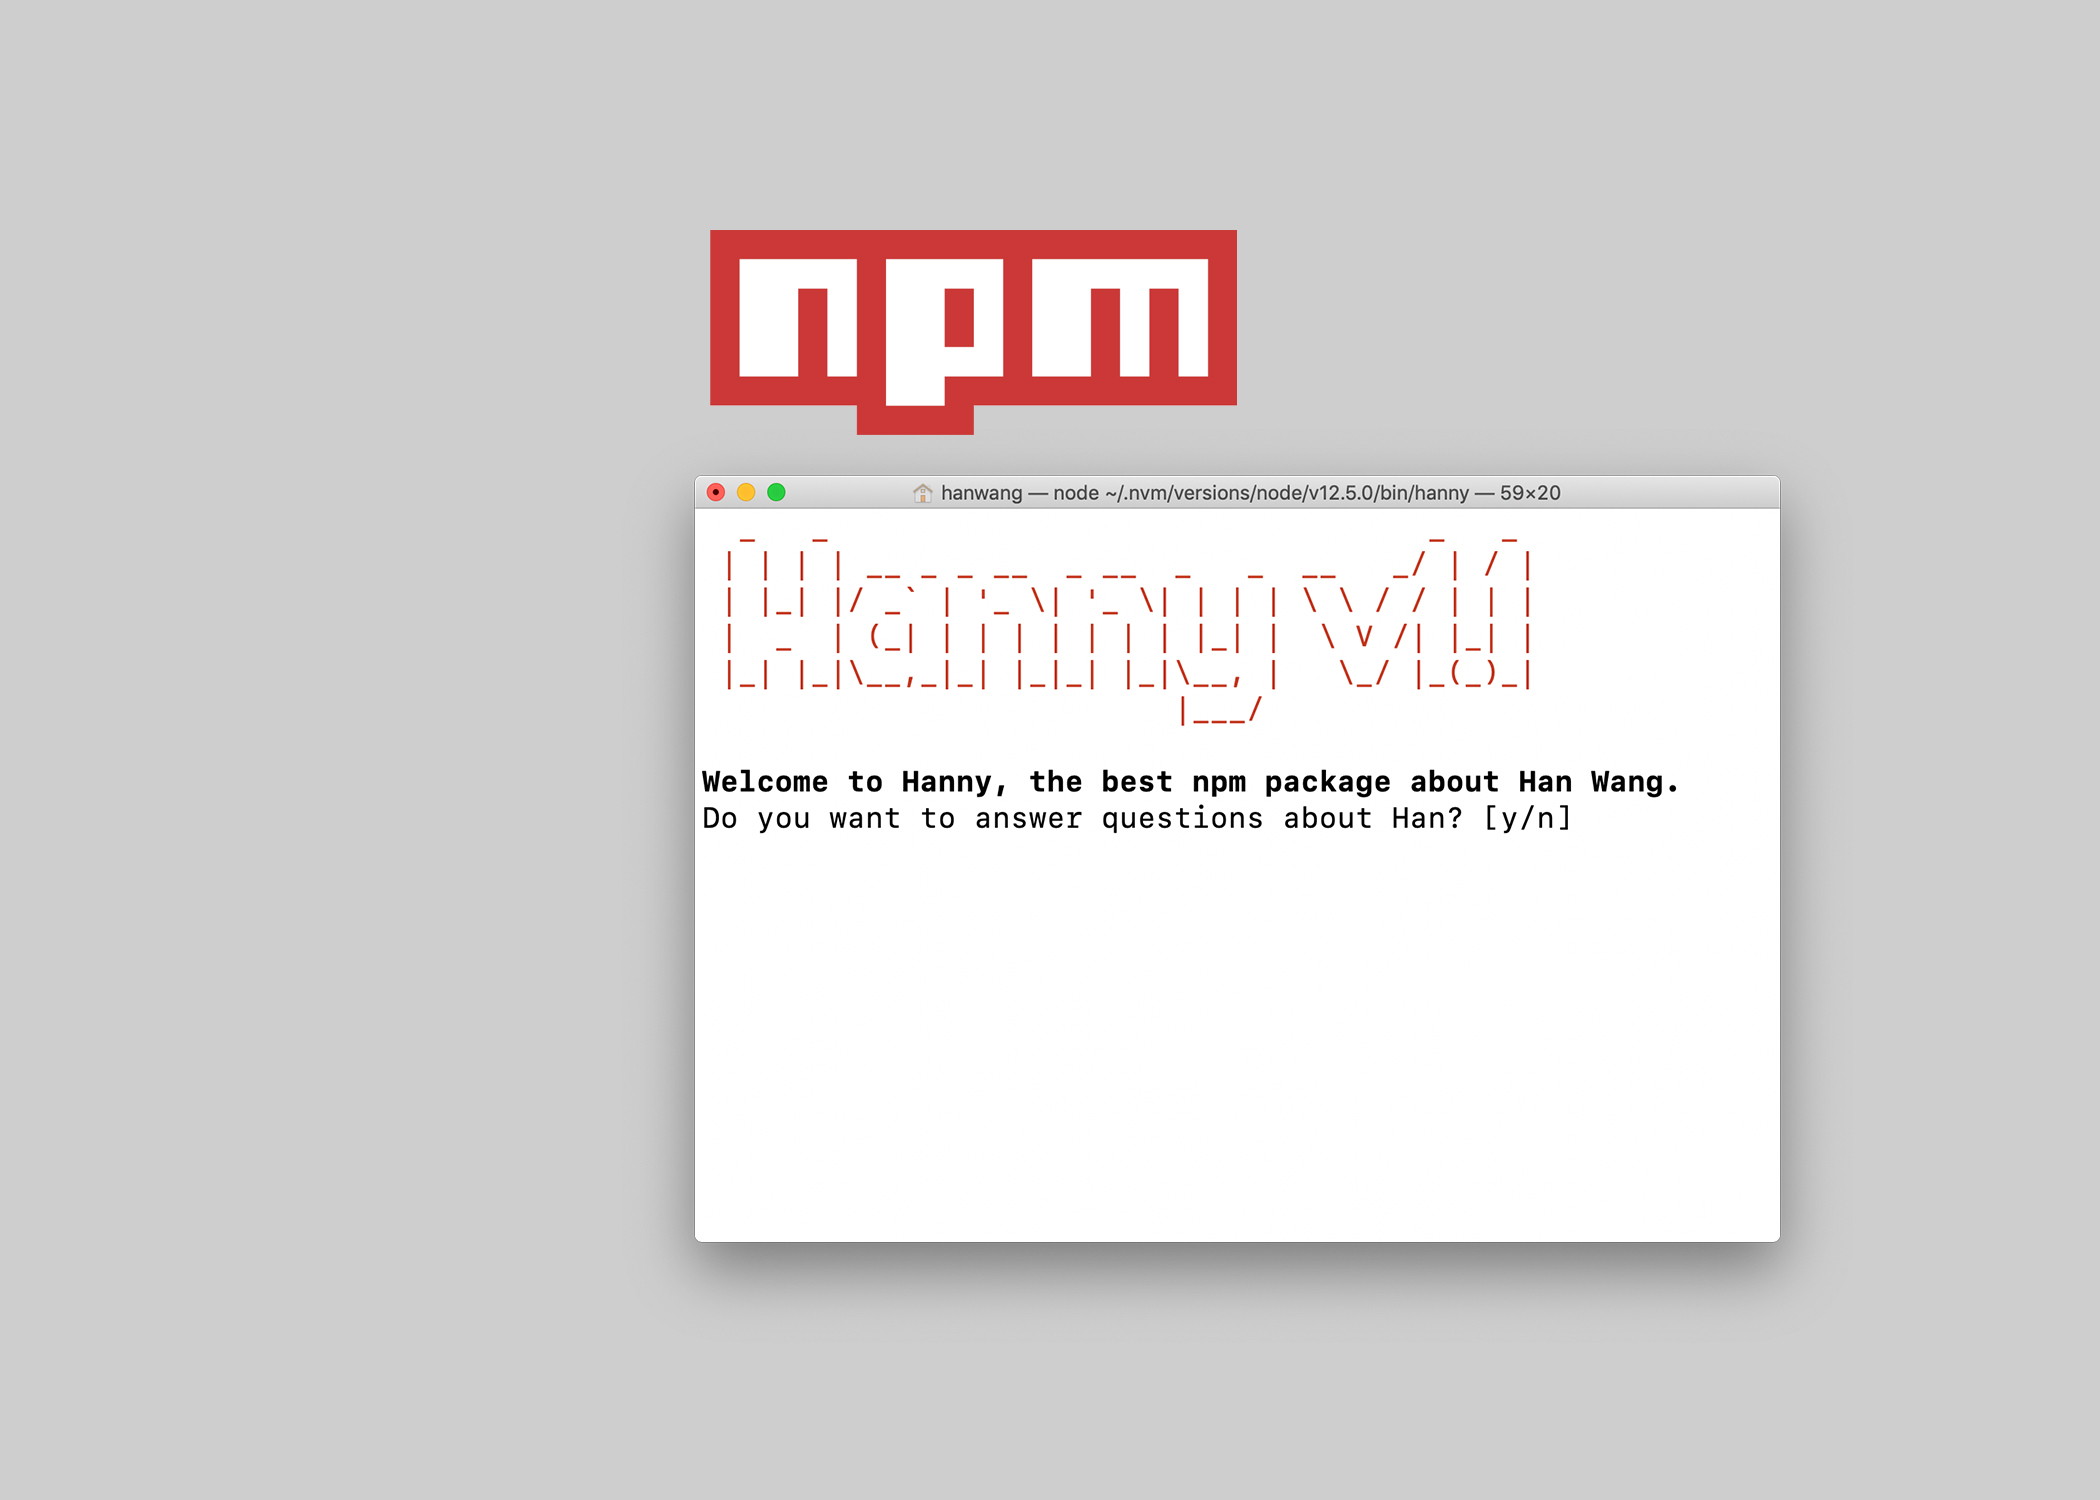 npm
hanwang — node ~/.nvm/versions/node/v12.5.0/bin/hanny — 59×20
Hanny v1.1
Welcome to Hanny, the best npm package about Han Wang.
Do you want to answer questions about Han? [y/n]